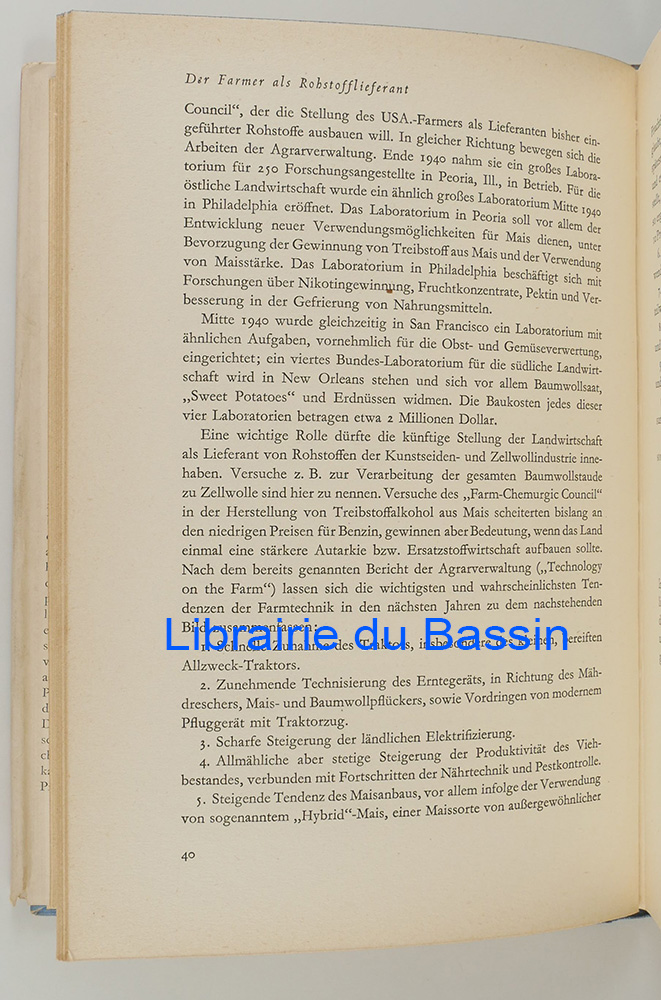 Der Farmer als Rohstofflieferant
Council“, der die Stellung des USA.-Farmers als Lieferanten bisher ein-
geführter Rohstoffe ausbauen will. In gleicher Richtung bewegen sich die
Arbeiten der Agrarverwaltung. Ende 1940 nahm sie ein großes Labora-
torium für 250 Forschungsangestellte in Peoria, Ill., in Betrieb. Für die
östliche Landwirtschaft wurde ein ähnlich großes Laboratorium Mitte 1940
in Philadelphia eröffnet. Das Laboratorium in Peoria soll vor allem der
Entwicklung neuer Verwendungsmöglichkeiten für Mais dienen, unter
Bevorzugung der Gewinnung von Treibstoff aus Mais und der Verwendung
von Maisstärke. Das Laboratorium in Philadelphia beschäftigt sich mit
Forschungen über Nikotingewinnung, Fruchtkonzentrate, Pektin und Ver-
besserung in der Gefrierung von Nahrungsmitteln.
Mitte 1940 wurde gleichzeitig in San Francisco ein Laboratorium mit
ähnlichen Aufgaben, vornehmlich für die Obst- und Gemüseverwertung,
eingerichtet; ein viertes Bundes-Laboratorium für die südliche Landwirt-
schaft wird in New Orleans stehen und sich vor allem Baumwollsaat,
„Sweet Potatoes“ und Erdnüssen widmen. Die Baukosten jedes dieser
vier Laboratorien betragen etwa 2 Millionen Dollar.
Eine wichtige Rolle dürfte die künftige Stellung der Landwirtschaft
als Lieferant von Rohstoffen der Kunstseiden- und Zellwollindustrie inne-
haben. Versuche z. B. zur Verarbeitung der gesamten Baumwollstaude
zu Zellwolle sind hier zu nennen. Versuche des „Farm-Chemurgic Council“
in der Herstellung von Treibstoffalkohol aus Mais scheiterten bislang an
den niedrigen Preisen für Benzin, gewinnen aber Bedeutung, wenn das Land
einmal eine stärkere Autarkie bzw. Ersatzstoffwirtschaft aufbauen sollte.
Nach dem bereits genannten Bericht der Agrarverwaltung („Technology
on the Farm“) lassen sich die wichtigsten und wahrscheinlichsten Ten-
denzen der Farmtechnik in den nächsten Jahren zu dem nachstehenden
Bild zusammenfassen:
Librairie du Bassin
1. Schnelle Zunahme des Traktors, insbesondere des kleinen, bereiften
Allzweck-Traktors.
2. Zunehmende Technisierung des Erntegeräts, in Richtung des Mäh-
dreschers, Mais- und Baumwollpflückers, sowie Vordringen von modernem
Pfluggerät mit Traktorzug.
3. Scharfe Steigerung der ländlichen Elektrifizierung.
4. Allmähliche aber stetige Steigerung der Produktivität des Vieh-
bestandes, verbunden mit Fortschritten der Nährtechnik und Pestkontrolle.
5. Steigende Tendenz des Maisanbaus, vor allem infolge der Verwendung
von sogenanntem „Hybrid“-Mais, einer Maissorte von außergewöhnlicher
40